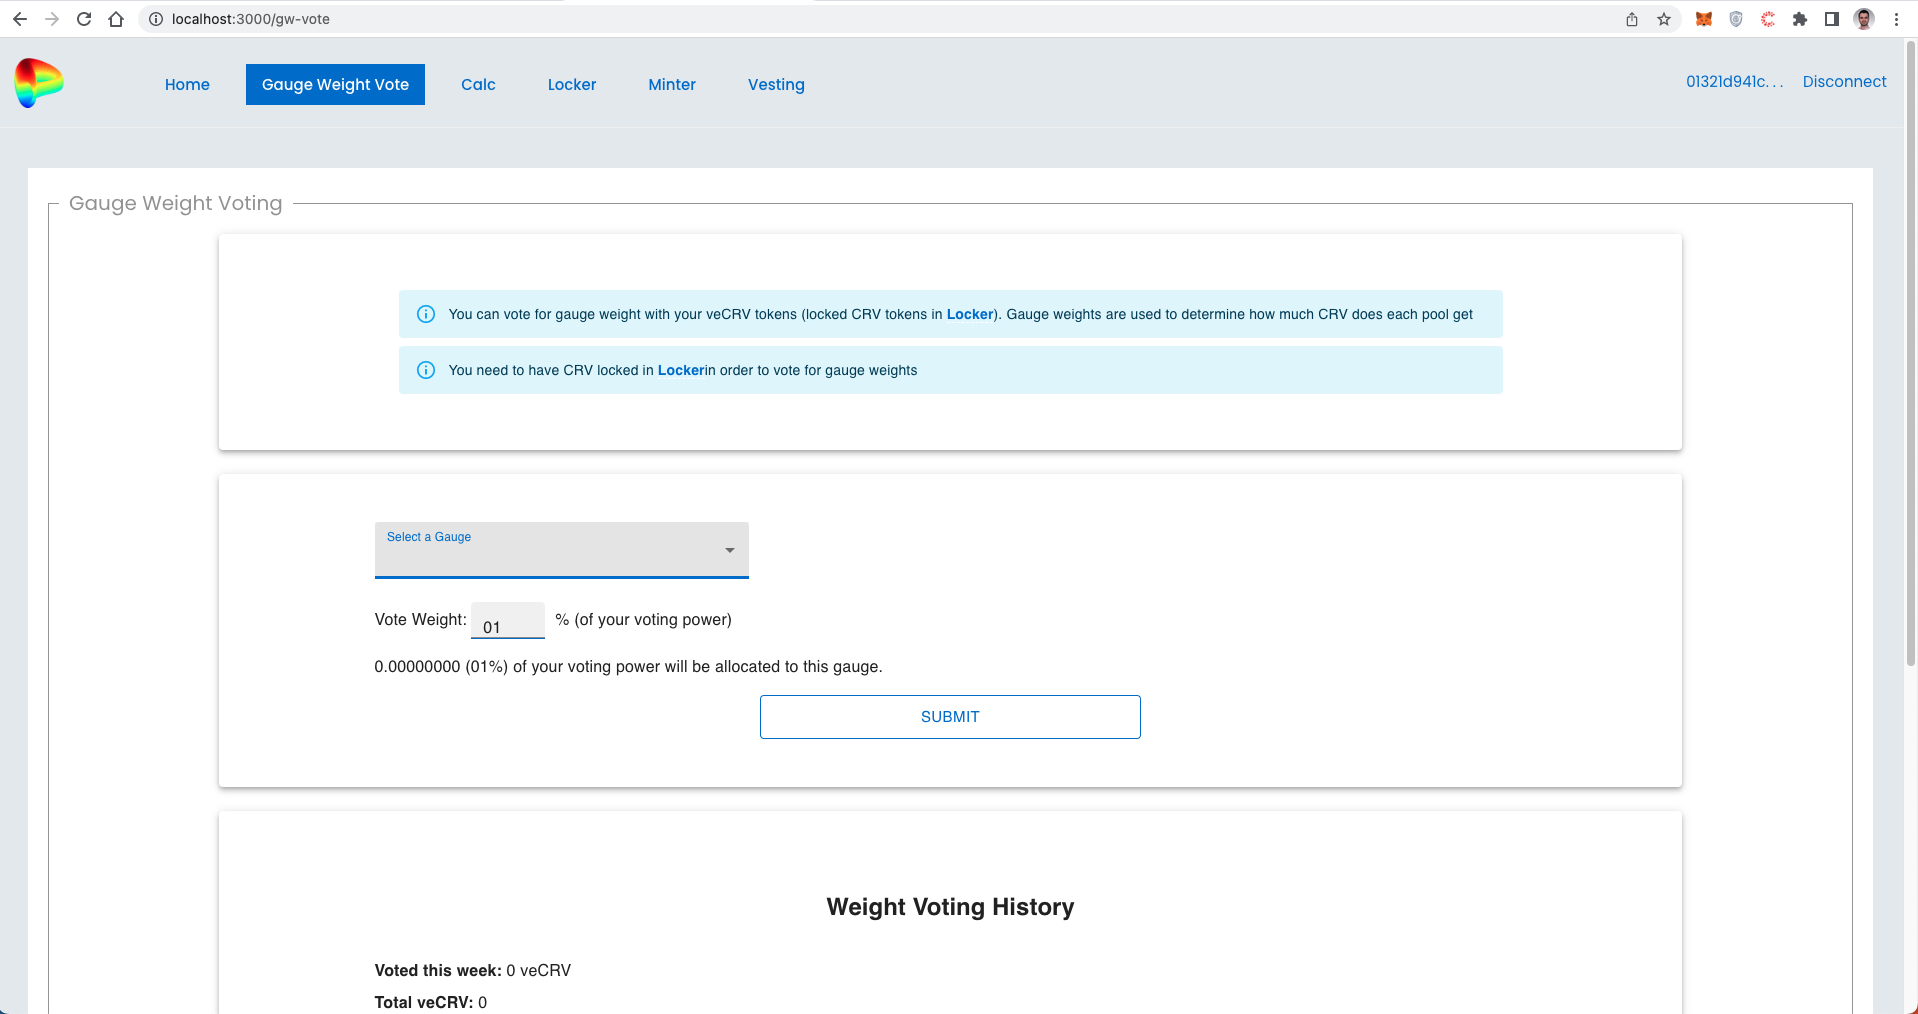 localhost:3000/gw-vote
Home Gauge Weight Vote Calc Locker Minter Vesting 01321d941c... Disconnect
Gauge Weight Voting
You can vote for gauge weight with your veCRV tokens (locked CRV tokens in Locker). Gauge weights are used to determine how much CRV does each pool get
You need to have CRV locked in Lockerin order to vote for gauge weights
Select a Gauge
Vote Weight: 01 % (of your voting power)
0.00000000 (01%) of your voting power will be allocated to this gauge.
SUBMIT
Weight Voting History
Voted this week: 0 veCRV
Total veCRV: 0